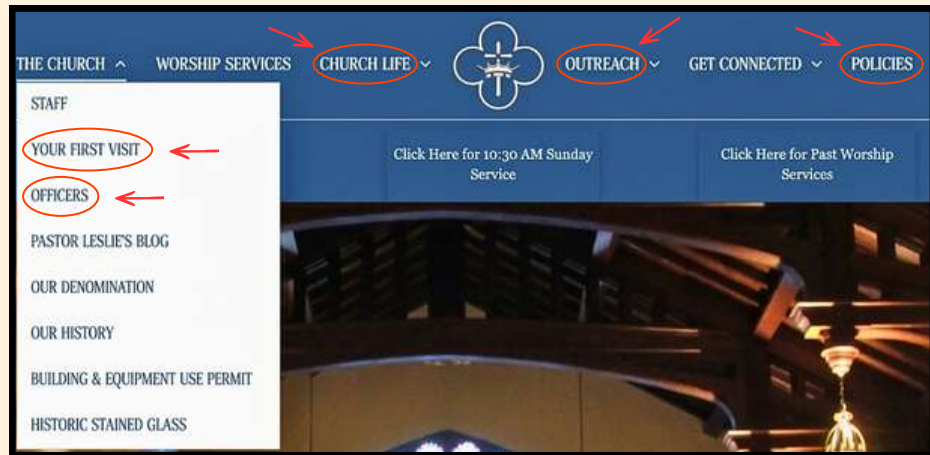 THE CHURCH WORSHIP SERVICES CHURCH LIFE OUTREACH GET CONNECTED POLICIES
STAFF
YOUR FIRST VISIT
OFFICERS
PASTOR LESLIE'S BLOG
OUR DENOMINATION
OUR HISTORY
BUILDING & EQUIPMENT USE PERMIT
HISTORIC STAINED GLASS
Click Here for 10:30 AM Sunday
Service
Click Here for Past Worship
Services